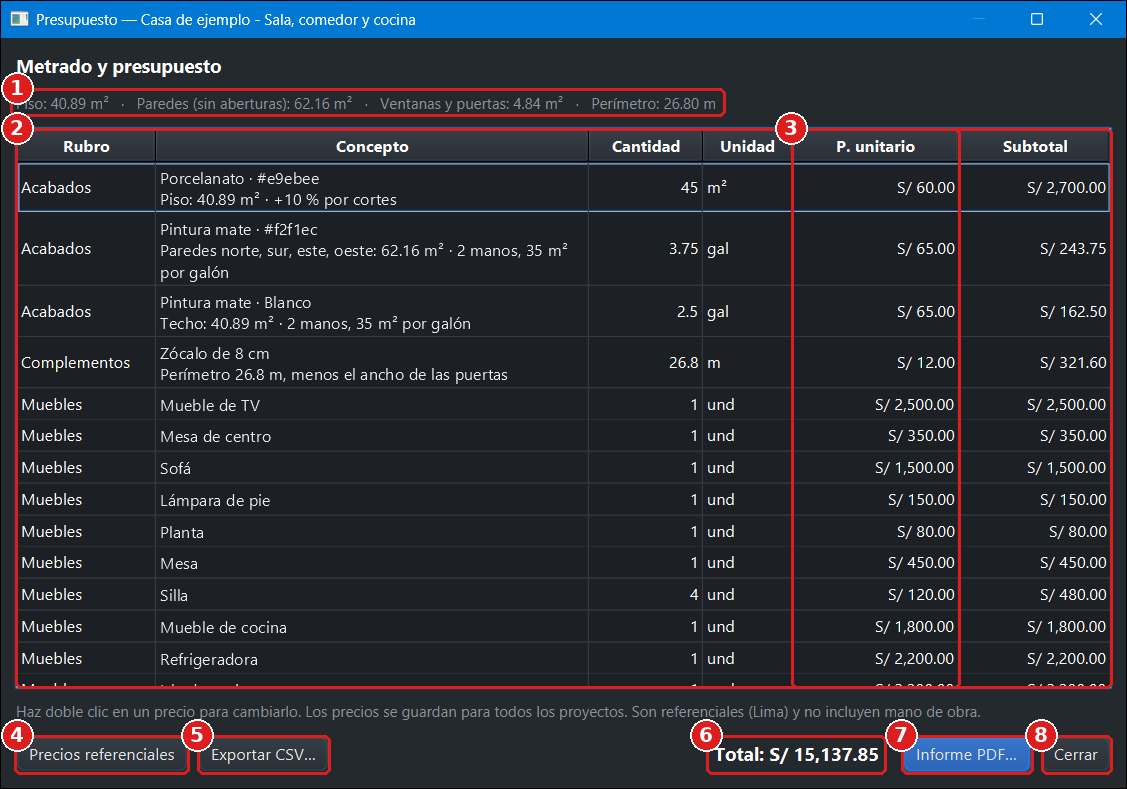 Presupuesto — Casa de ejemplo - Sala, comedor y cocina
Metrado y presupuesto
1
Piso: 40.89 m² · Paredes (sin aberturas): 62.16 m² · Ventanas y puertas: 4.84 m² · Perímetro: 26.80 m
2
3
Rubro Concepto Cantidad Unidad P. unitario Subtotal
Acabados Porcelanato · #e9ebee 45 m² S/ 60.00 S/ 2,700.00
Piso: 40.89 m² · +10 % por cortes
Acabados Pintura mate · #f2f1ec 3.75 gal S/ 65.00 S/ 243.75
Paredes norte, sur, este, oeste: 62.16 m² · 2 manos, 35 m²
por galón
Acabados Pintura mate · Blanco 2.5 gal S/ 65.00 S/ 162.50
Techo: 40.89 m² · 2 manos, 35 m² por galón
Complementos Zócalo de 8 cm 26.8 m S/ 12.00 S/ 321.60
Perímetro 26.8 m, menos el ancho de las puertas
Muebles Mueble de TV 1 und S/ 2,500.00 S/ 2,500.00
Muebles Mesa de centro 1 und S/ 350.00 S/ 350.00
Muebles Sofá 1 und S/ 1,500.00 S/ 1,500.00
Muebles Lámpara de pie 1 und S/ 150.00 S/ 150.00
Muebles Planta 1 und S/ 80.00 S/ 80.00
Muebles Mesa 1 und S/ 450.00 S/ 450.00
Muebles Silla 4 und S/ 120.00 S/ 480.00
Muebles Mueble de cocina 1 und S/ 1,800.00 S/ 1,800.00
Muebles Refrigeradora 1 und S/ 2,200.00 S/ 2,200.00
Haz doble clic en un precio para cambiarlo. Los precios se guardan para todos los proyectos. Son referenciales (Lima) y no incluyen mano de obra.
4 Precios referenciales
5 Exportar CSV...
6 Total: S/ 15,137.85
7 Informe PDF...
8 Cerrar